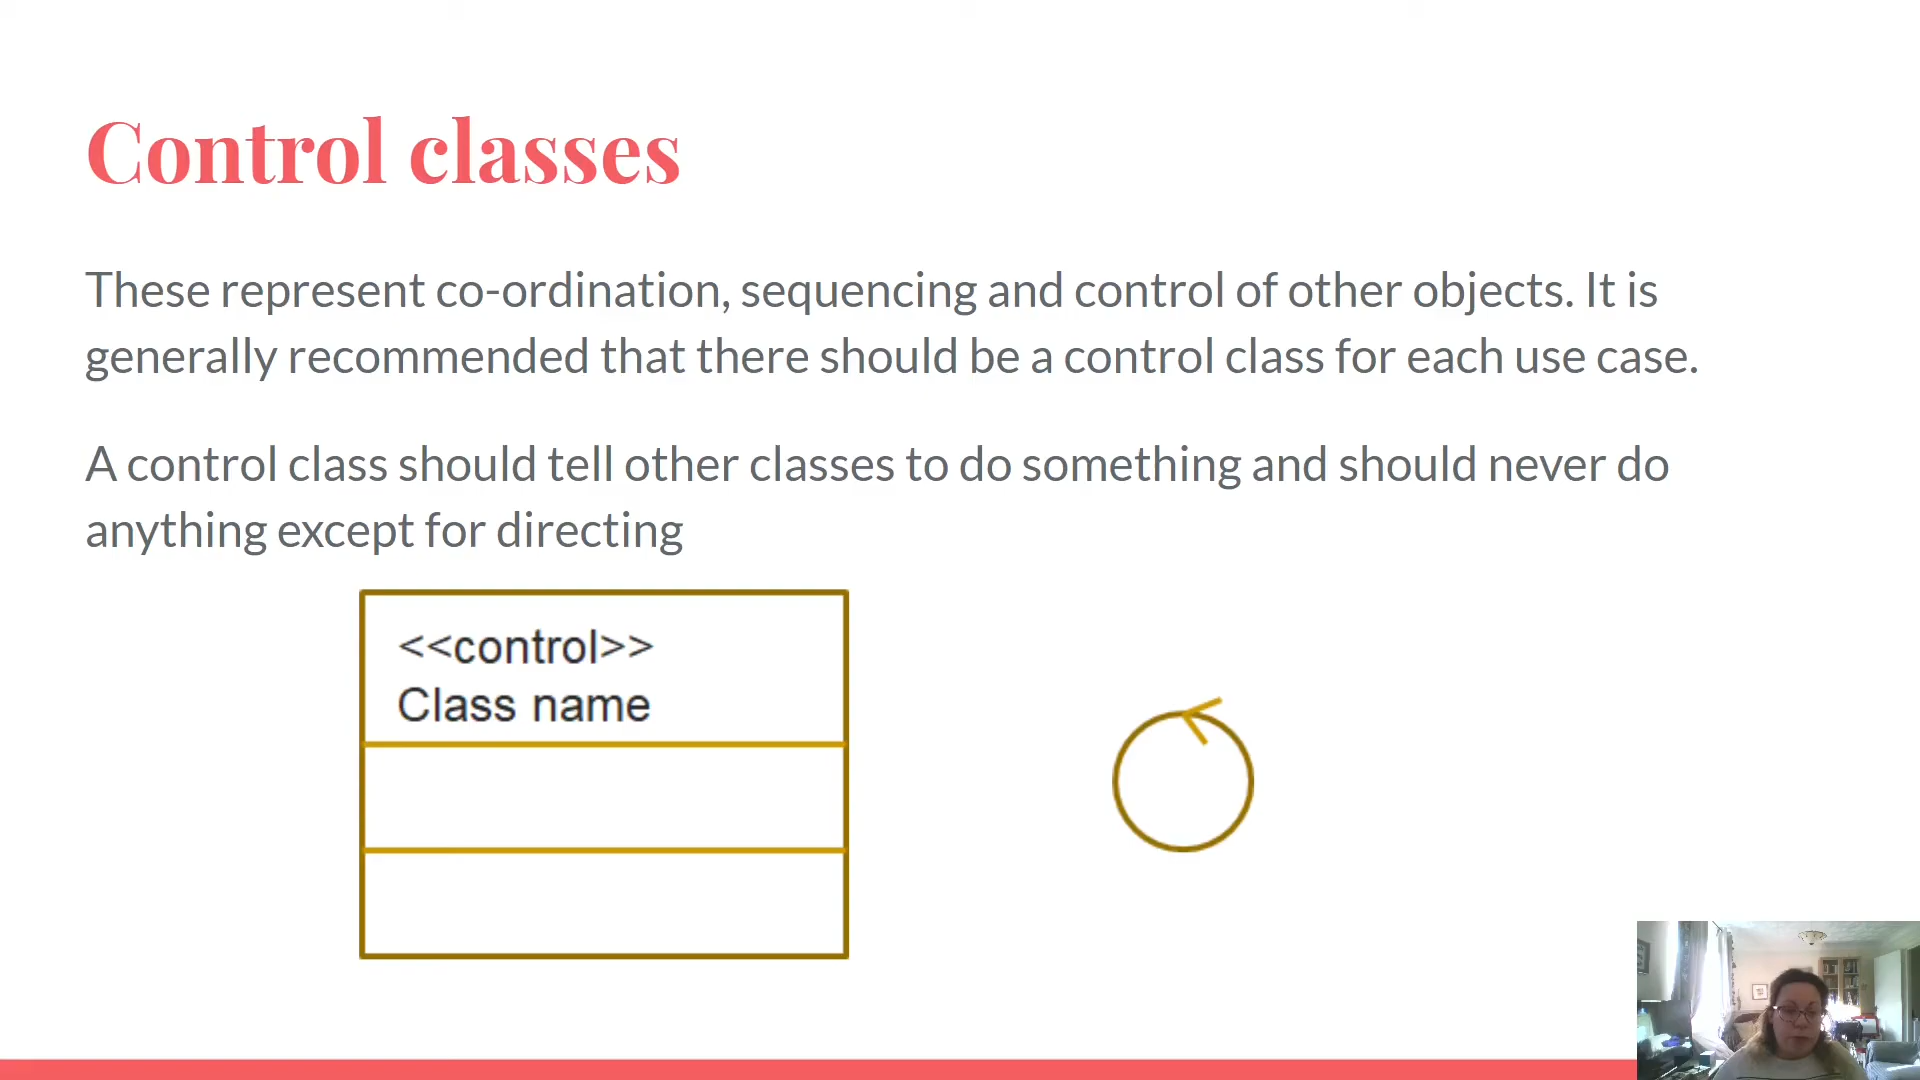 Control classes
These represent co-ordination, sequencing and control of other objects. It is
generally recommended that there should be a control class for each use case.
A control class should tell other classes to do something and should never do
anything except for directing
<<control>>
Class name